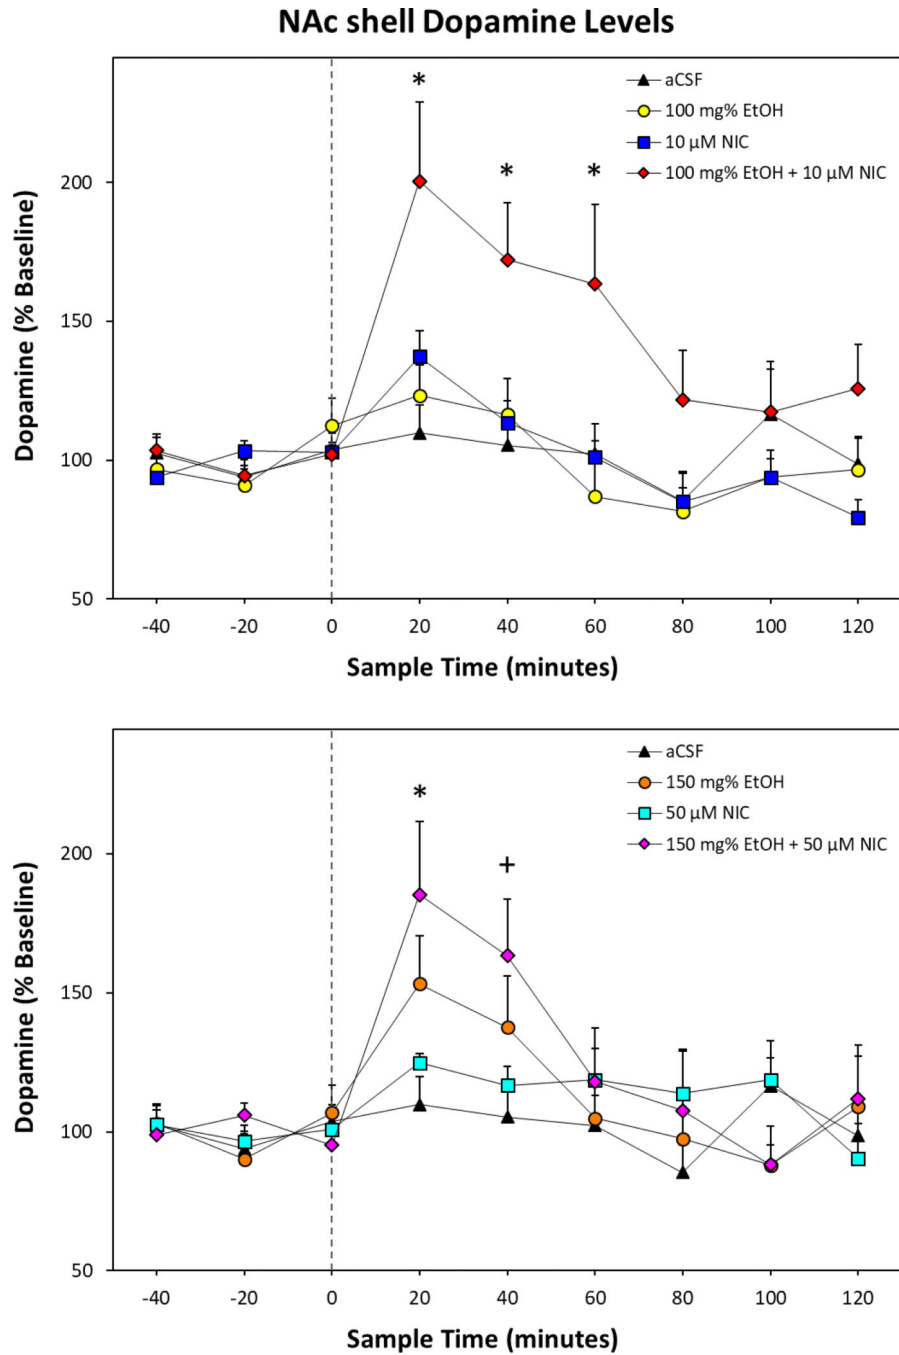 NAc shell Dopamine Levels
aCSF
100 mg% EtOH
10 µM NIC
100 mg% EtOH + 10 µM NIC
*
*
*
Dopamine (% Baseline)
200
150
100
50
-40 -20 0 20 40 60 80 100 120
Sample Time (minutes)
aCSF
150 mg% EtOH
50 µM NIC
150 mg% EtOH + 50 µM NIC
*
+
Dopamine (% Baseline)
200
150
100
50
-40 -20 0 20 40 60 80 100 120
Sample Time (minutes)